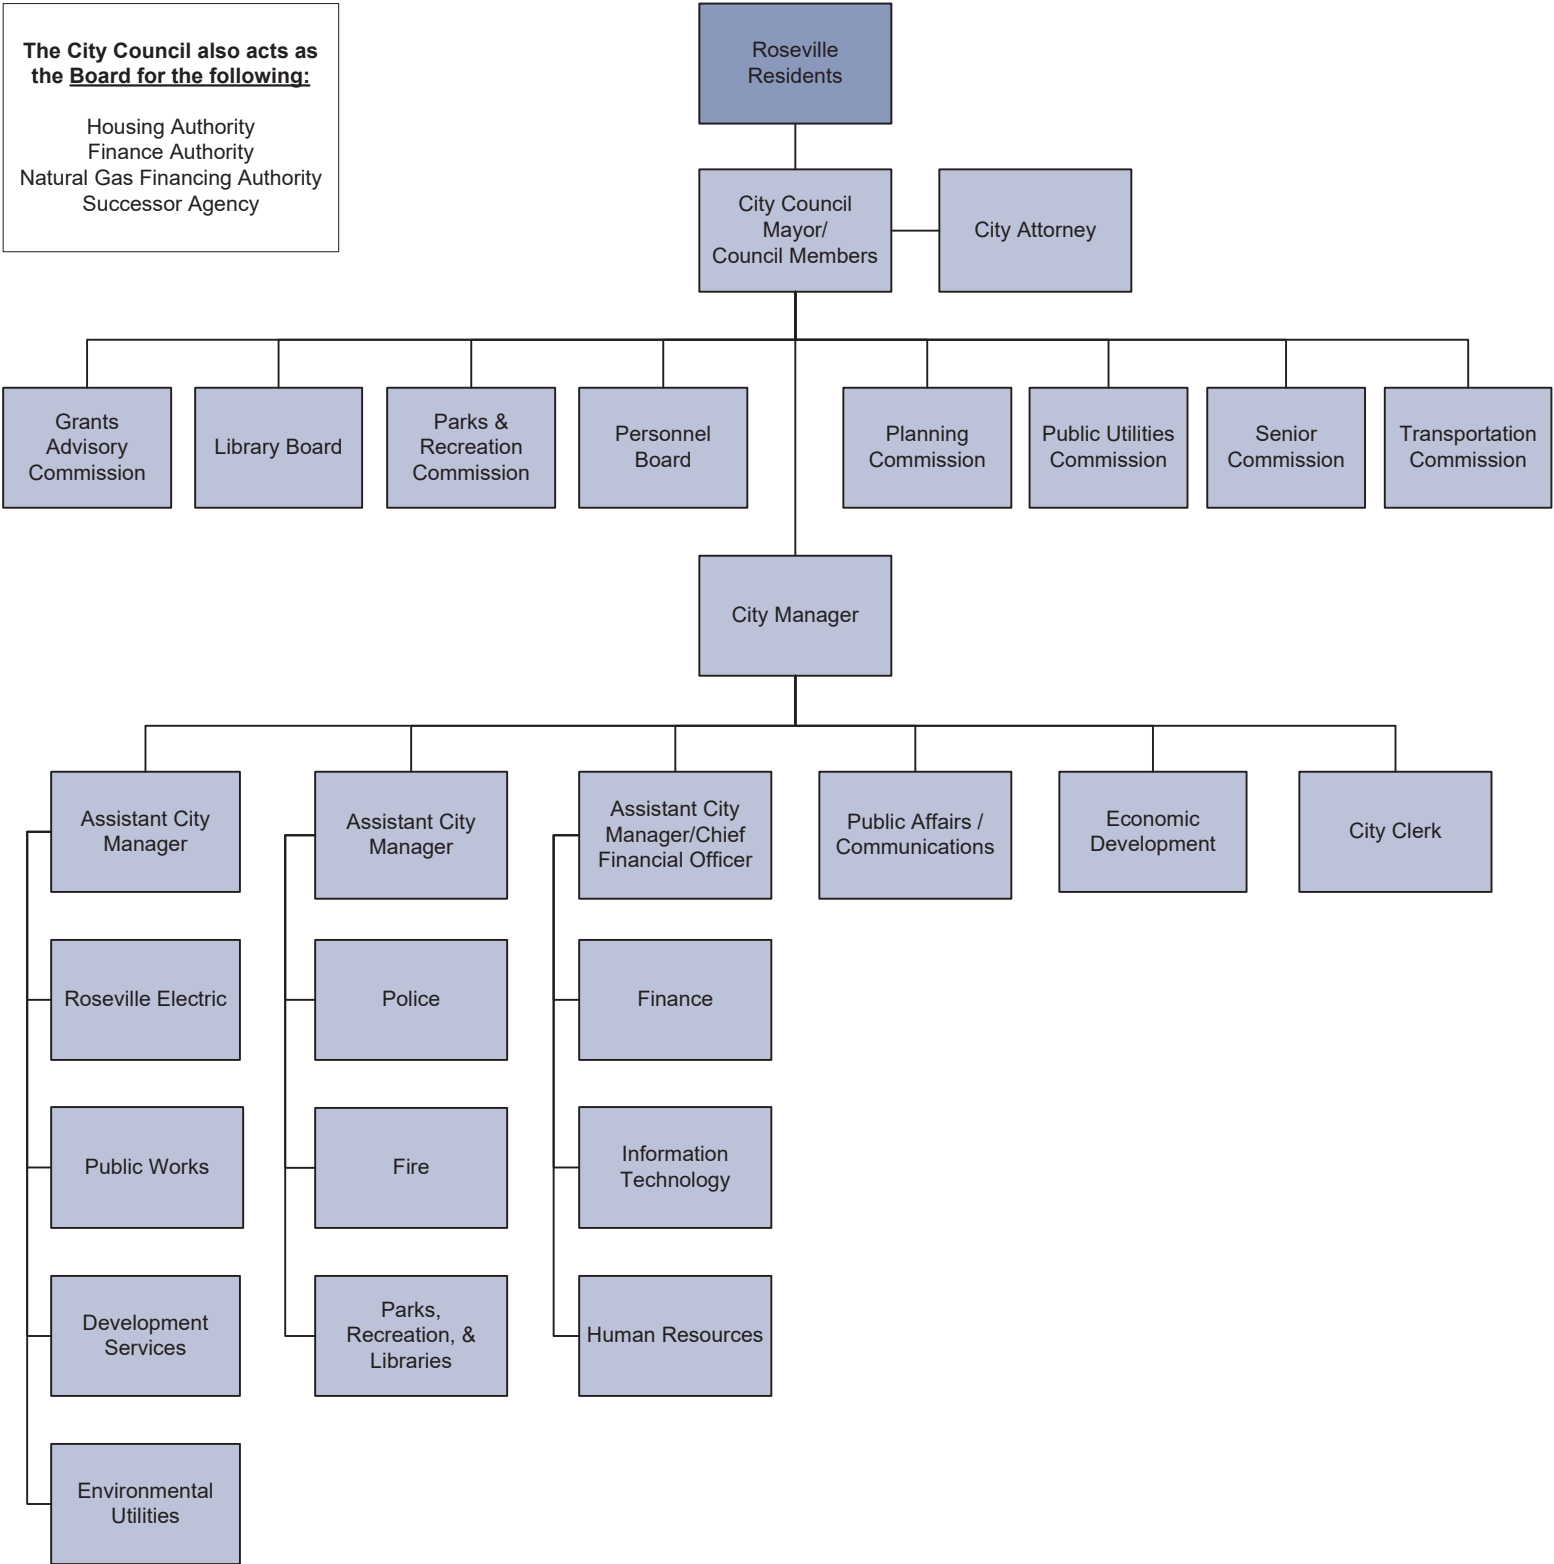 The City Council also acts as
the Board for the following:
Housing Authority
Finance Authority
Natural Gas Financing Authority
Successor Agency
Roseville
Residents
City Council
Mayor/
Council Members
City Attorney
Grants
Advisory
Commission
Library Board
Parks &
Recreation
Commission
Personnel
Board
Planning
Commission
Public Utilities
Commission
Senior
Commission
Transportation
Commission
City Manager
Assistant City
Manager
Assistant City
Manager
Assistant City
Manager/Chief
Financial Officer
Public Affairs /
Communications
Economic
Development
City Clerk
Roseville Electric
Police
Finance
Public Works
Fire
Information
Technology
Development
Services
Parks,
Recreation, &
Libraries
Human Resources
Environmental
Utilities